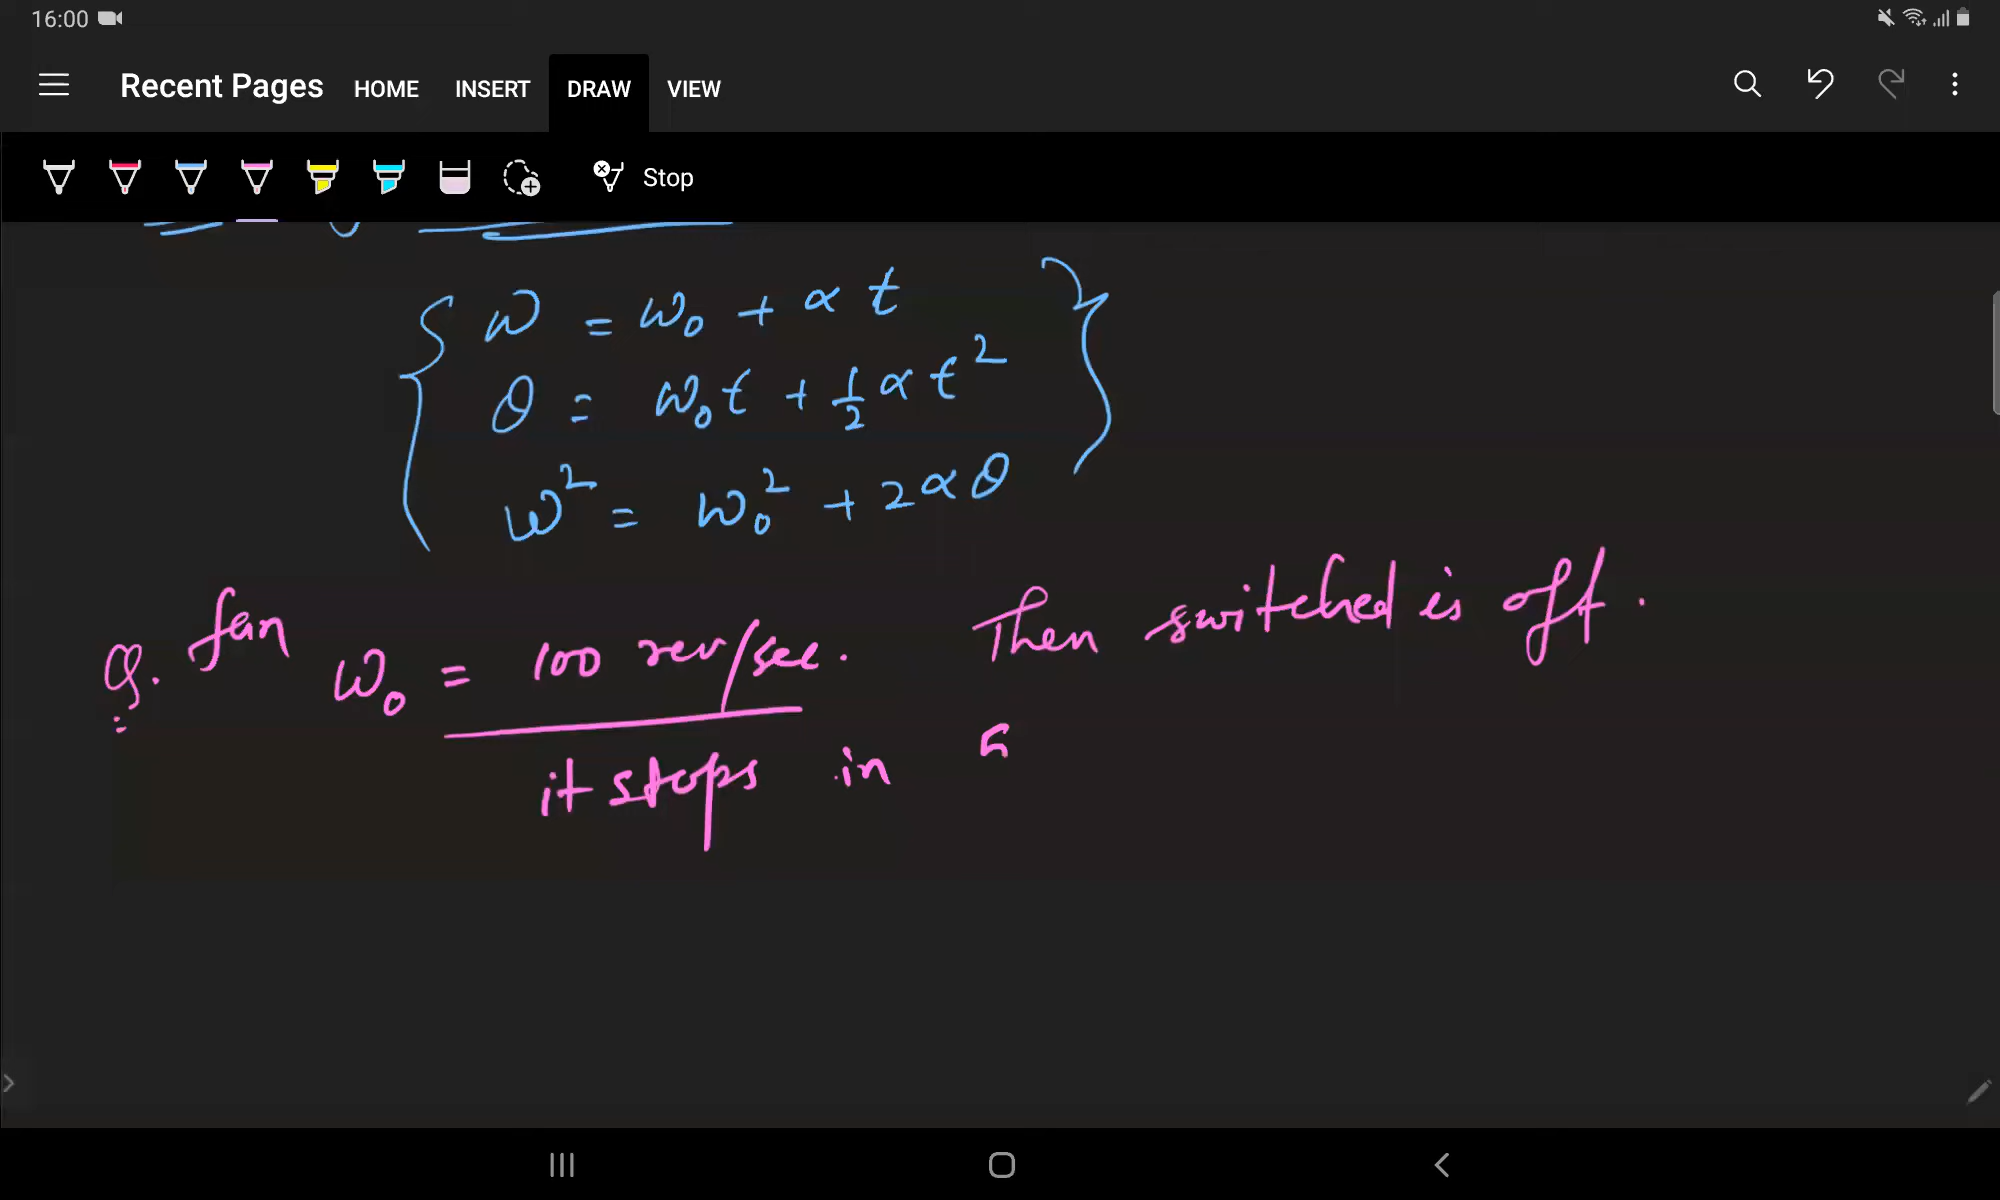 16:00
Recent Pages HOME INSERT DRAW VIEW
Stop
ω = ω₀ + α t
θ = ω₀t + ½ α t²
ω² = ω₀² + 2 α θ
Q. fan ω₀ = 100 rev/sec. Then switched is off.
it stops in